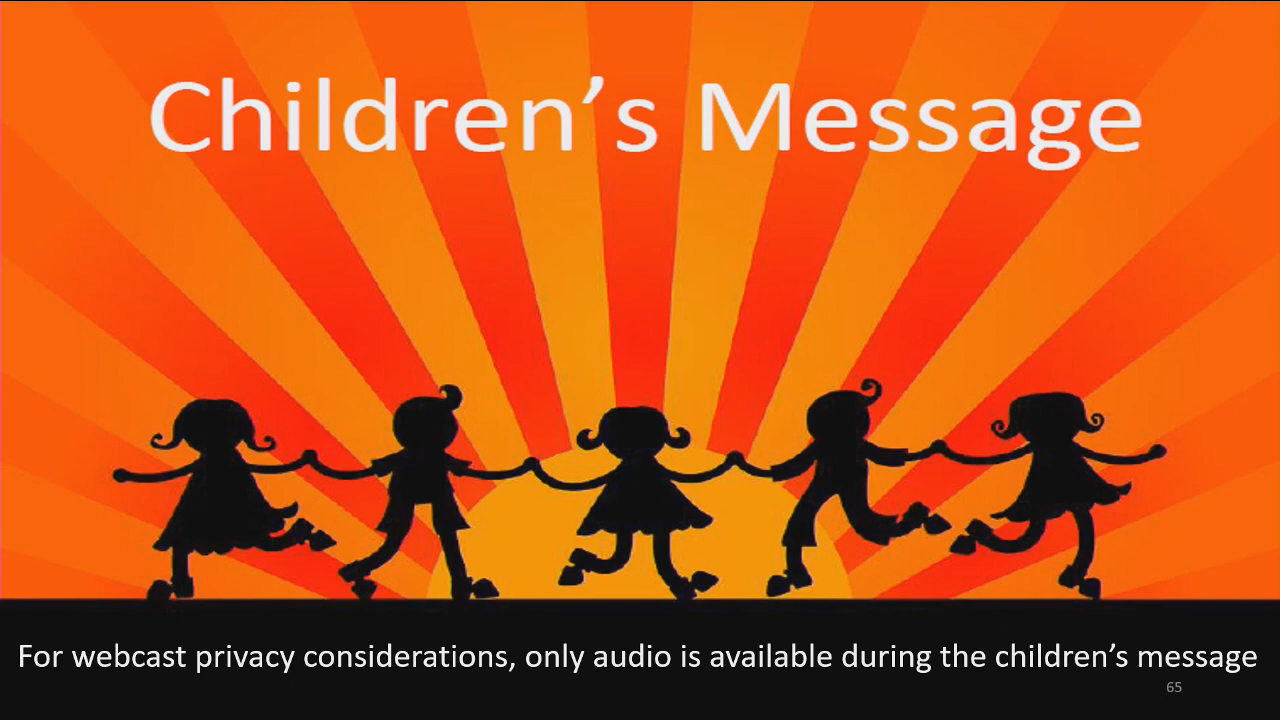 Children’s Message
For webcast privacy considerations, only audio is available during the children’s message
65